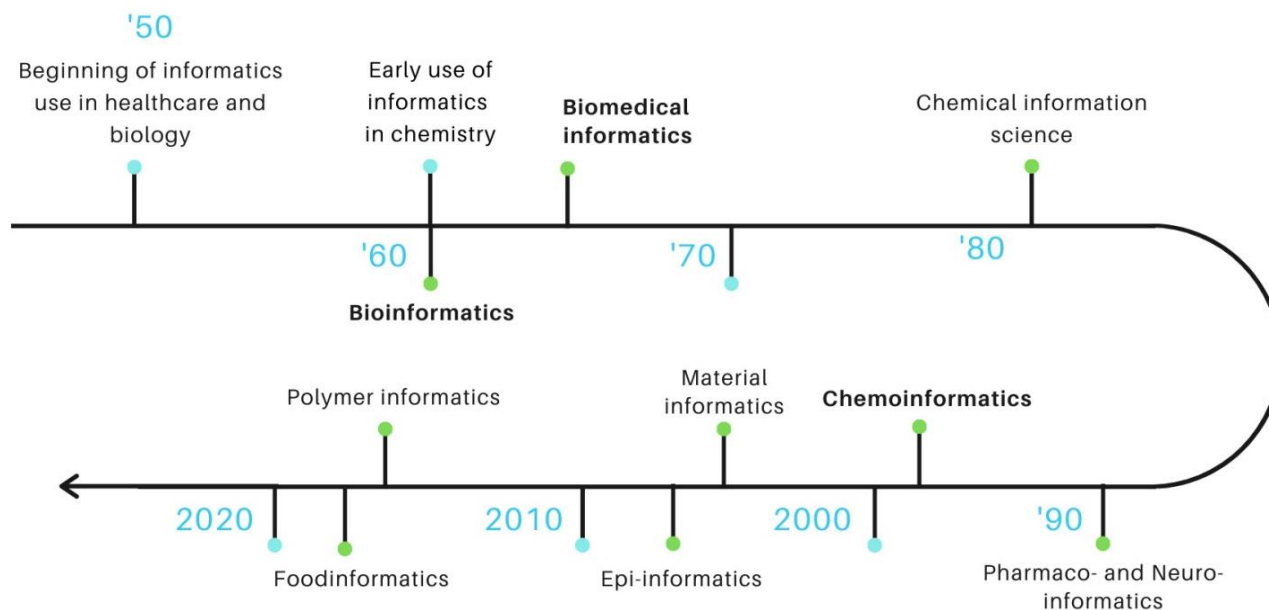 '50
Beginning of informatics
use in healthcare and
biology
Early use of
informatics
in chemistry
Biomedical
informatics
Chemical information
science
'60
'70
'80
Bioinformatics
Polymer informatics
Material
informatics
Chemoinformatics
2020
2010
2000
'90
Foodinformatics
Epi-informatics
Pharmaco- and Neuro-
informatics